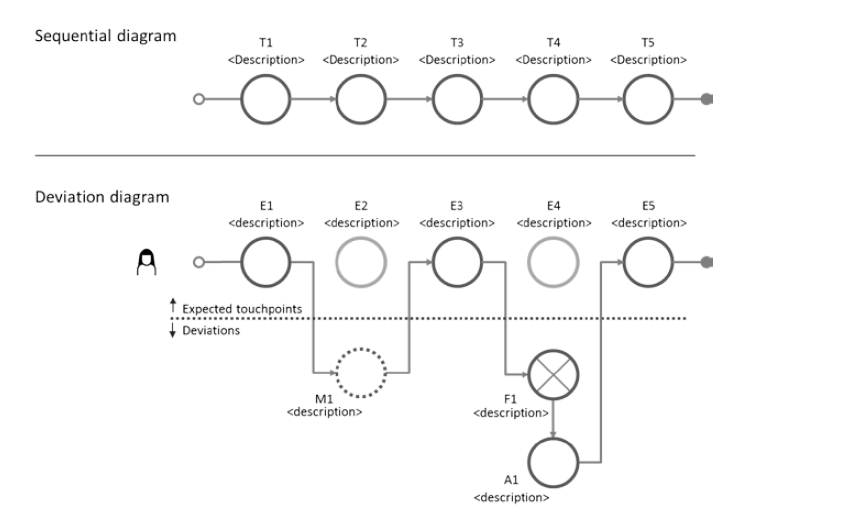 Sequential diagram
T1 T2 T3 T4 T5
<Description> <Description> <Description> <Description> <Description>
Deviation diagram
E1 E2 E3 E4 E5
<description> <description> <description> <description> <description>
Expected touchpoints
Deviations
M1 F1
<description> <description>
A1
<description>